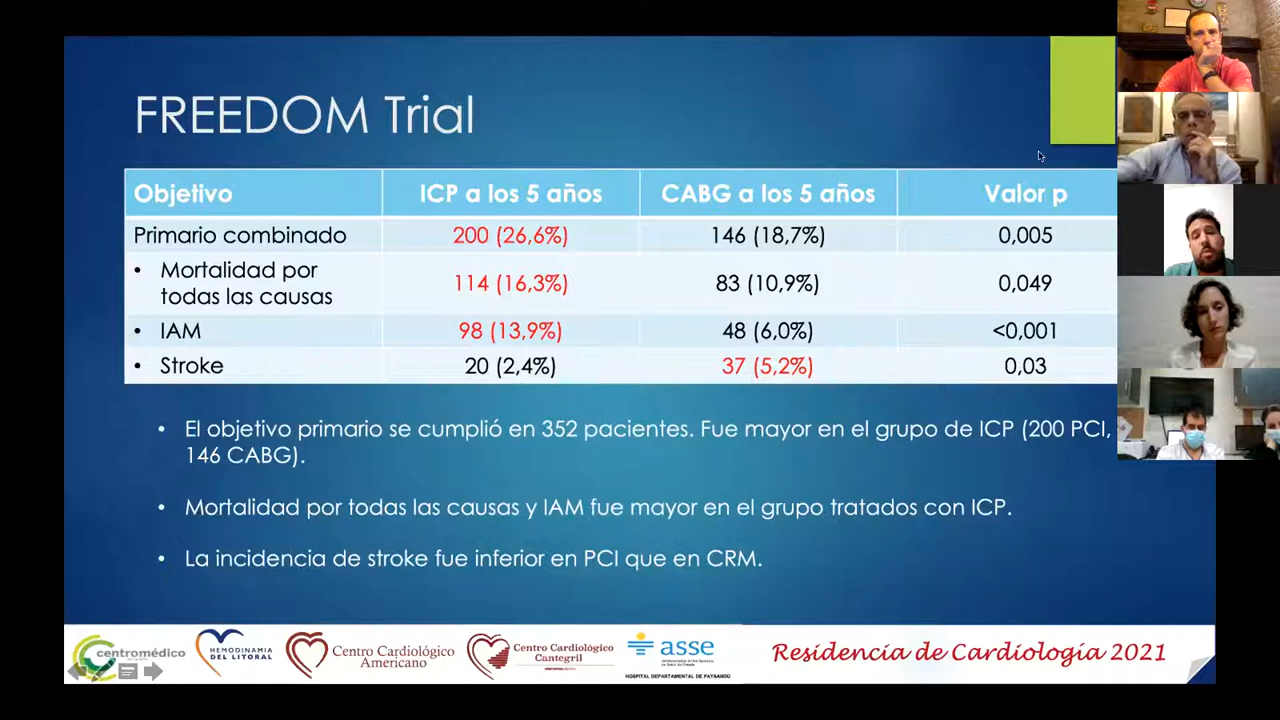 FREEDOM Trial
Objetivo ICP a los 5 años CABG a los 5 años Valor p
Primario combinado 200 (26,6%) 146 (18,7%) 0,005
• Mortalidad por
todas las causas 114 (16,3%) 83 (10,9%) 0,049
• IAM 98 (13,9%) 48 (6,0%) <0,001
• Stroke 20 (2,4%) 37 (5,2%) 0,03
• El objetivo primario se cumplió en 352 pacientes. Fue mayor en el grupo de ICP (200 PCI,
146 CABG).
• Mortalidad por todas las causas y IAM fue mayor en el grupo tratados con ICP.
• La incidencia de stroke fue inferior en PCI que en CRM.
centromédico
HEMODINAMIA
DEL LITORAL
Centro Cardiológico
Americano
Centro Cardiológico
Cantegril
asse
HOSPITAL DEPARTAMENTAL DE PAYSANDÚ
Residencia de Cardiología 2021